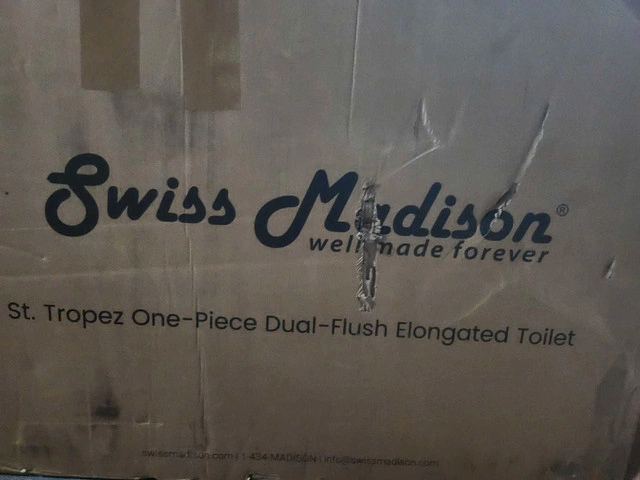 Swiss Madison®
well made forever
St. Tropez One-Piece Dual-Flush Elongated Toilet
swissmadison.com | 1-434-MADISON | info@swissmadison.com